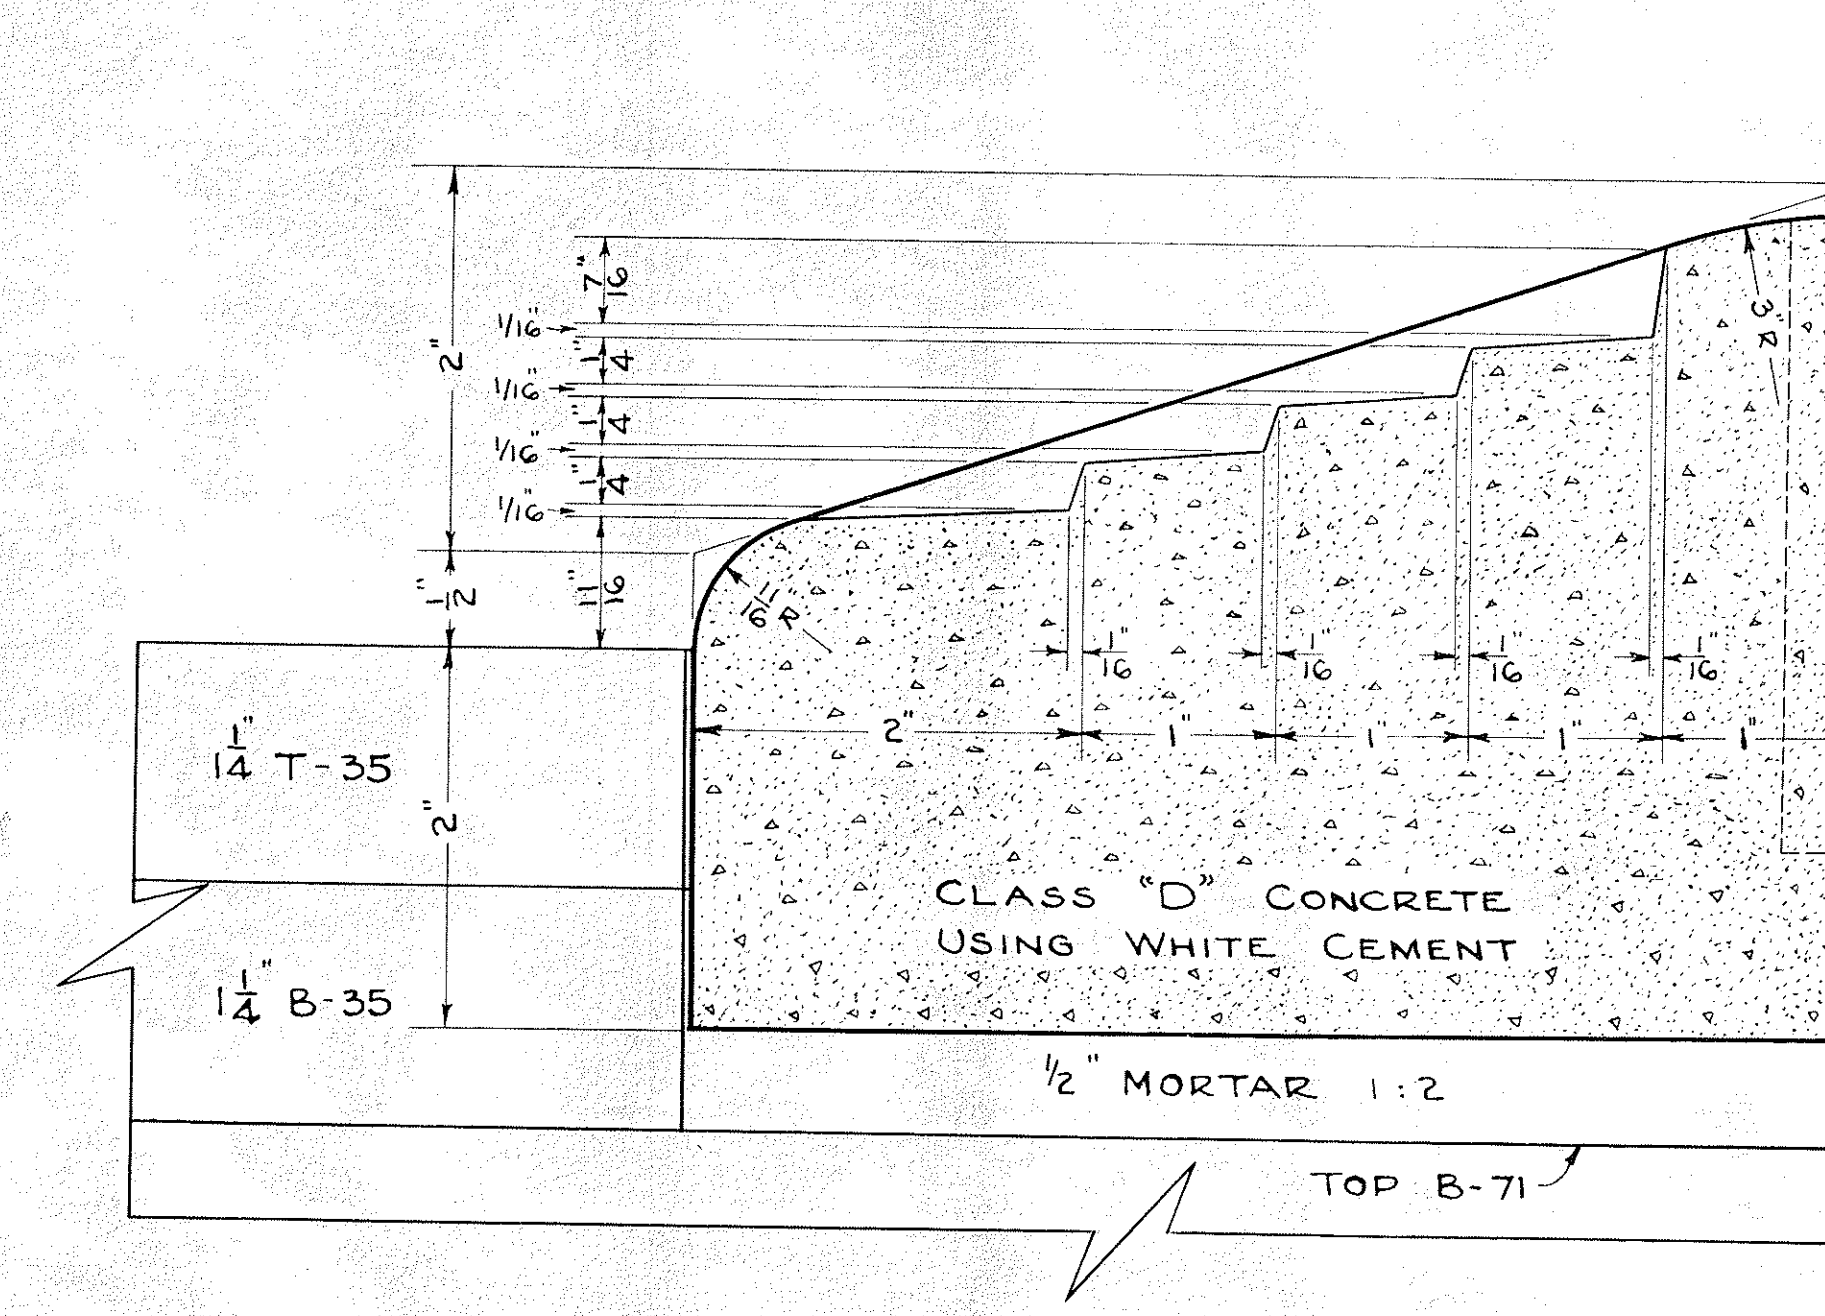 2"
7/16"
1/16"
1/4"
1/16"
1/4"
1/16"
1/4"
1/16"
1/2"
11/16"
11/16" R
3" R
1/16"
1/16"
1/16"
1/16"
2"
1"
1"
1"
1"
1 1/4" T-35
2"
CLASS "D" CONCRETE
USING WHITE CEMENT
1 1/4" B-35
1/2" MORTAR 1:2
TOP B-71